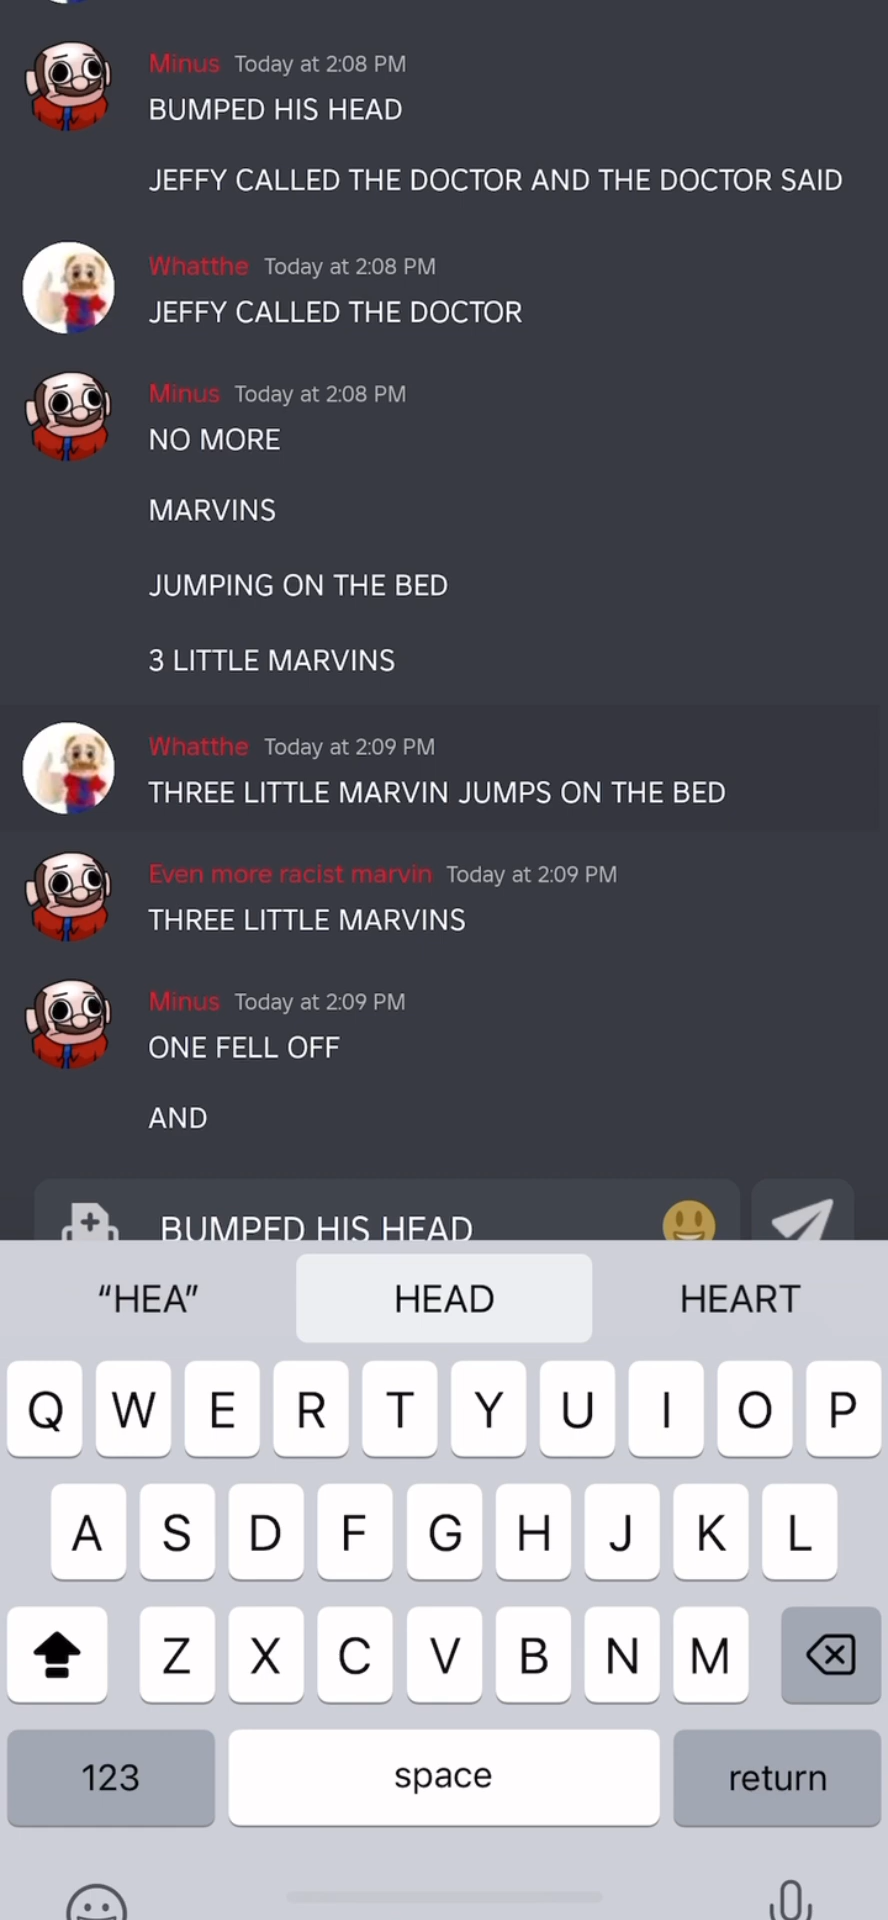 Minus Today at 2:08 PM
BUMPED HIS HEAD
JEFFY CALLED THE DOCTOR AND THE DOCTOR SAID
Whatthe Today at 2:08 PM
JEFFY CALLED THE DOCTOR
Minus Today at 2:08 PM
NO MORE
MARVINS
JUMPING ON THE BED
3 LITTLE MARVINS
Whatthe Today at 2:09 PM
THREE LITTLE MARVIN JUMPS ON THE BED
Even more racist marvin Today at 2:09 PM
THREE LITTLE MARVINS
Minus Today at 2:09 PM
ONE FELL OFF
AND
BUMPED HIS HEAD
“HEA” HEAD HEART
Q W E R T Y U I O P
A S D F G H J K L
Z X C V B N M
123 space return